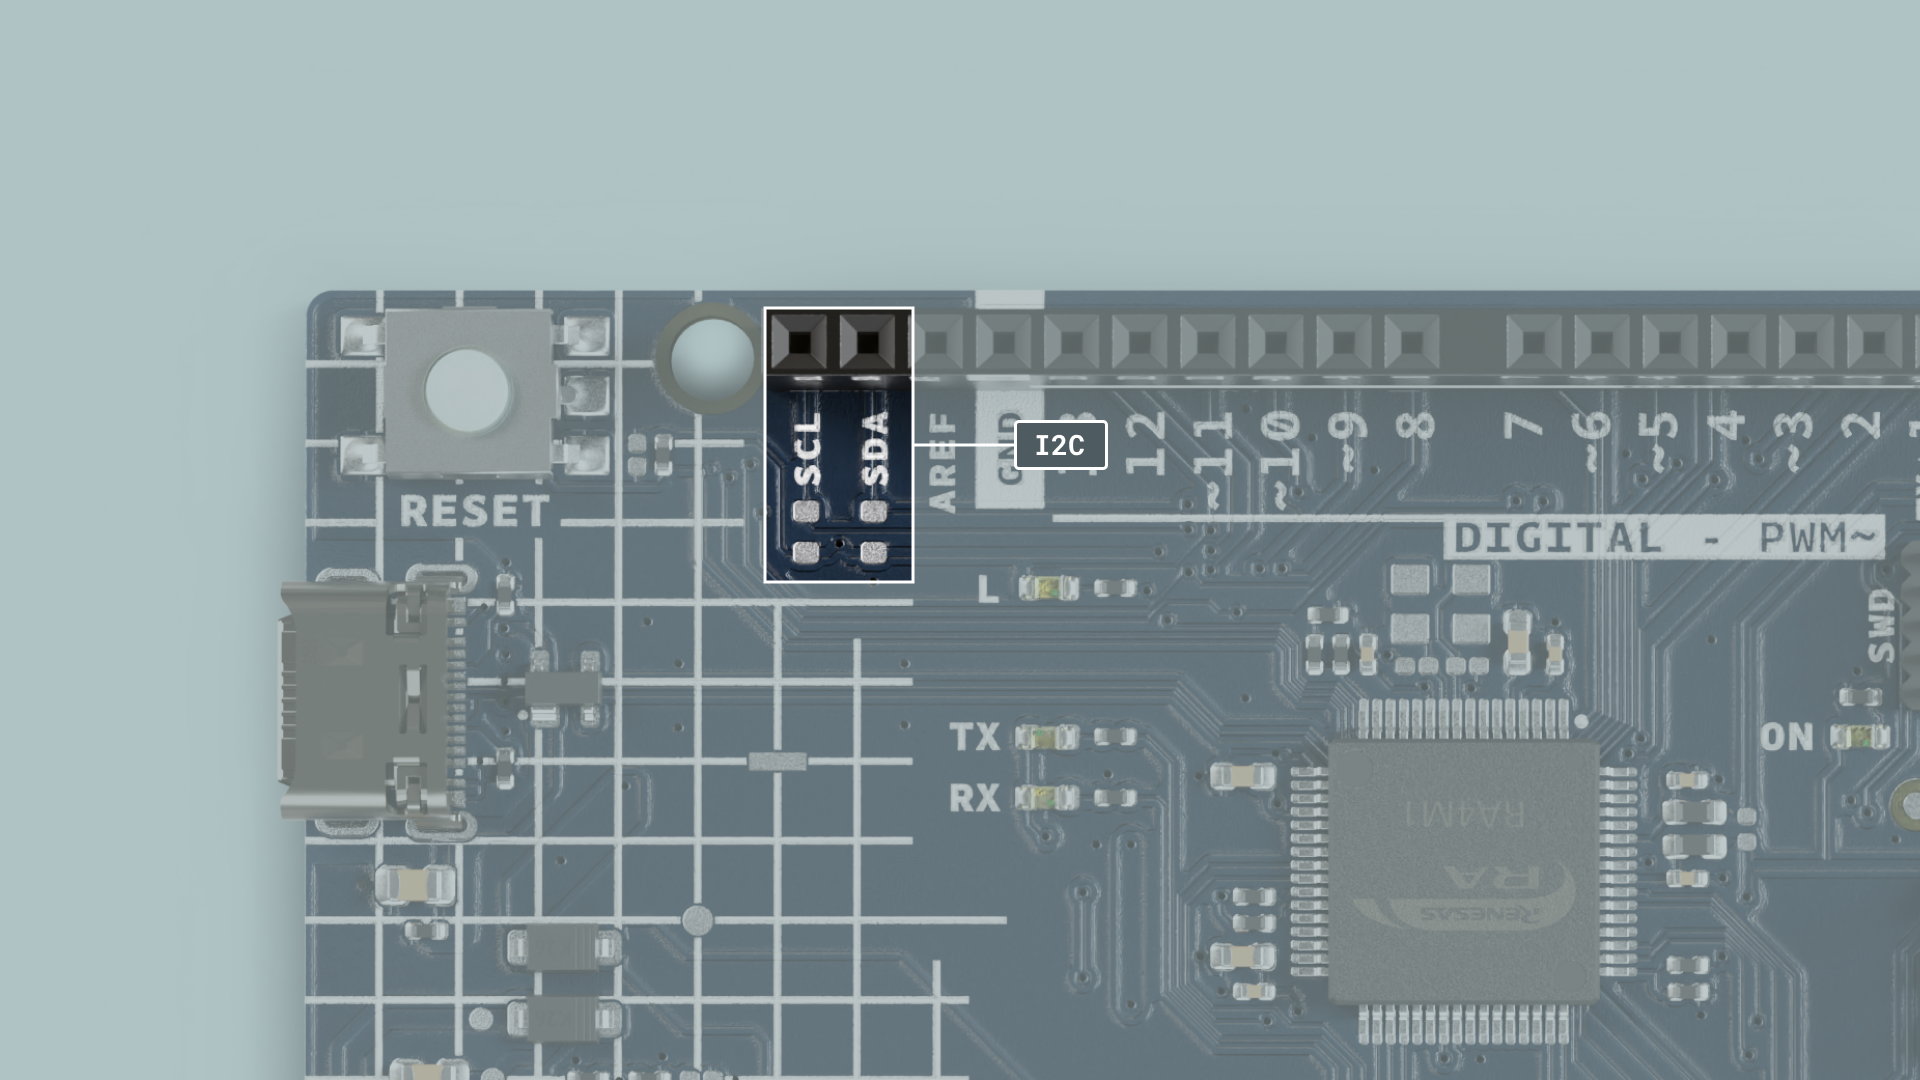 SCL
SDA
AREF
GND
I2C
12
~11
~10
~9
8
7
~6
~5
4
~3
2
RESET
DIGITAL - PWM~
L
SWD
TX
ON
RX
RA4M1
RA
RENESAS